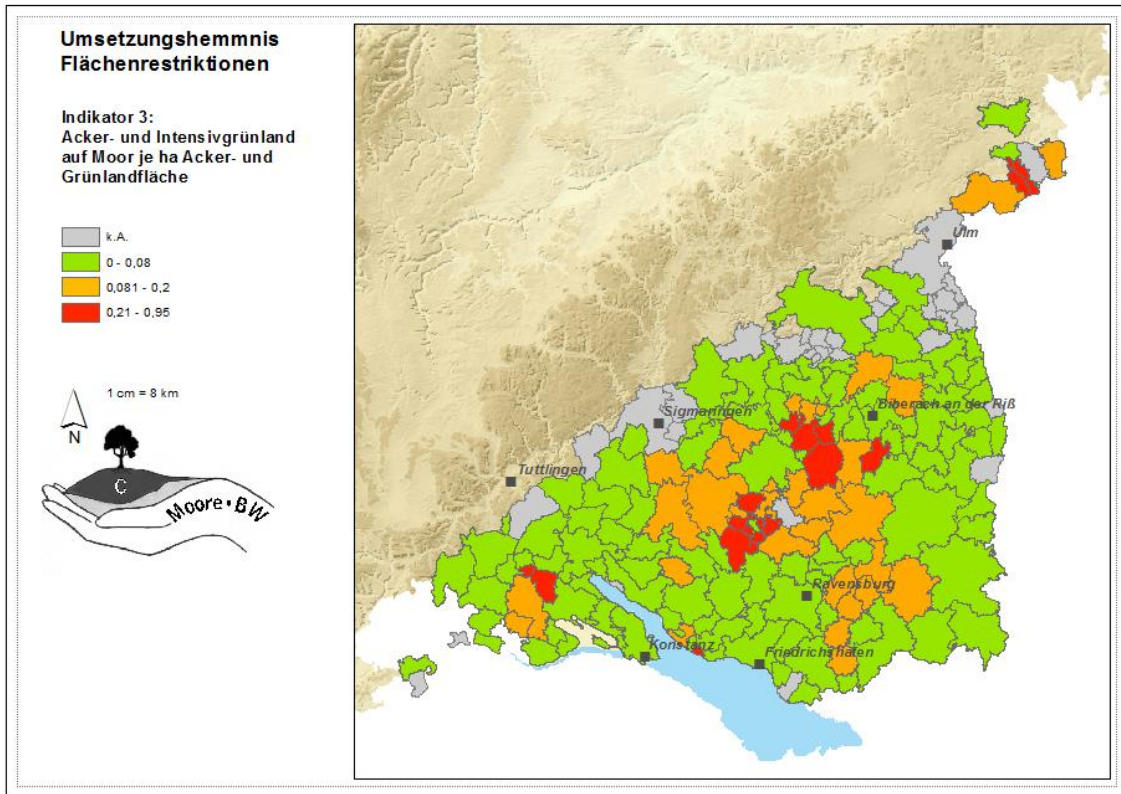 Umsetzungshemmnis
Flächenrestriktionen
Indikator 3:
Acker- und Intensivgrünland
auf Moor je ha Acker- und
Grünlandfläche
k.A.
0 - 0,08
0,081 - 0,2
0,21 - 0,95
1 cm = 8 km
N
C
Moore·BW
Ulm
Biberach an der Riß
Sigmaringen
Tuttlingen
Ravensburg
Konstanz
Friedrichshafen